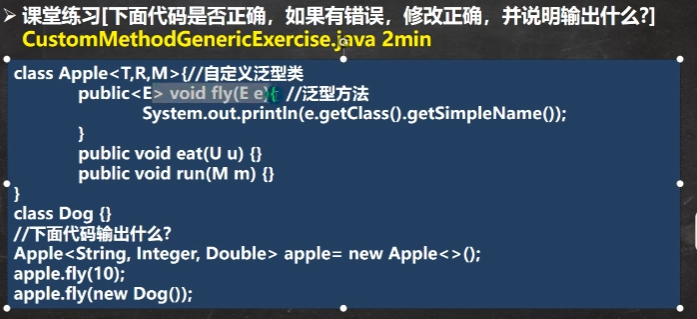 ➢ 课堂练习[下面代码是否正确，如果有错误，修改正确，并说明输出什么?]
CustomMethodGenericExercise.java 2min
class Apple<T,R,M>{//自定义泛型类
public<E> void fly(E e){ //泛型方法
System.out.println(e.getClass().getSimpleName());
}
public void eat(U u) {}
public void run(M m) {}
}
class Dog {}
//下面代码输出什么?
Apple<String, Integer, Double> apple= new Apple<>();
apple.fly(10);
apple.fly(new Dog());